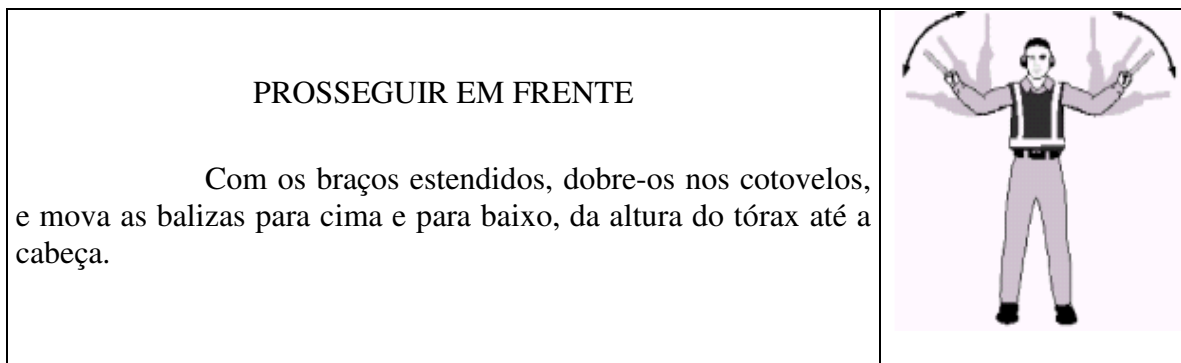 PROSSEGUIR EM FRENTE
Com os braços estendidos, dobre-os nos cotovelos,
e mova as balizas para cima e para baixo, da altura do tórax até a
cabeça.